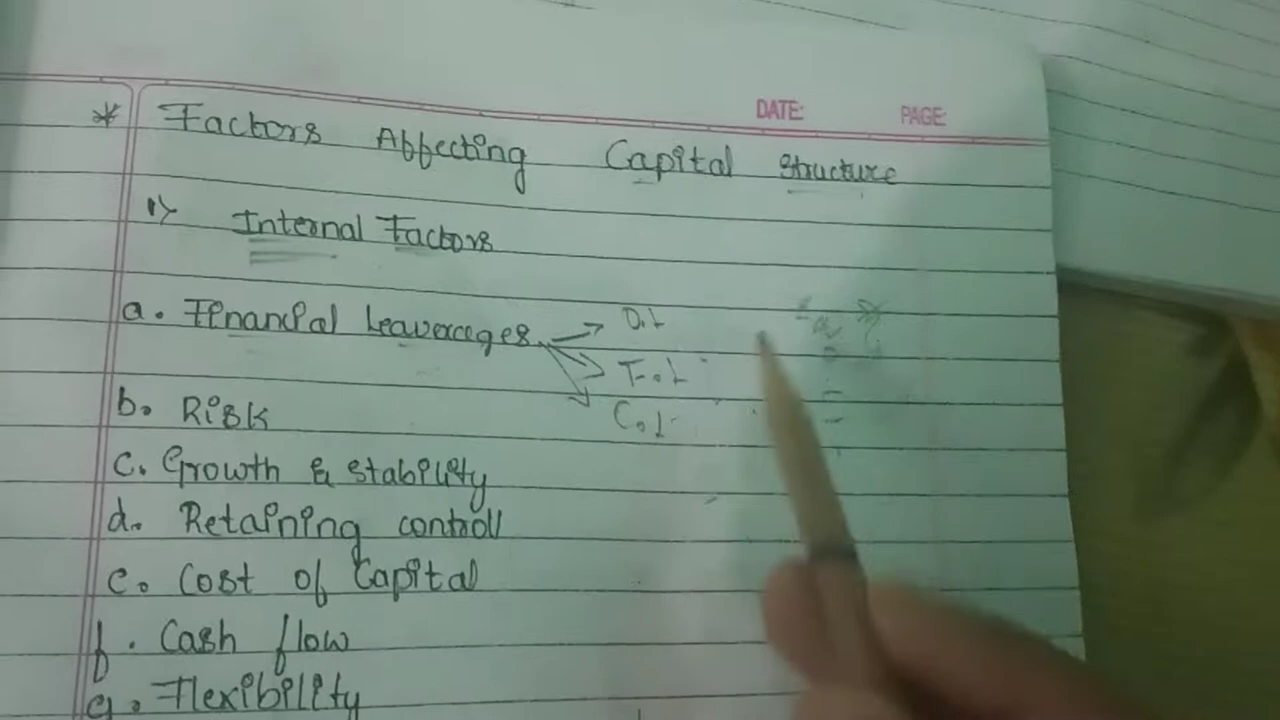 DATE: PAGE:
* Factors Affecting Capital Structure
1) Internal Factors
a. Financial Leaverages
O.L
F.L
C.L
b. Risk
c. Growth & Stability
d. Retaining controll
e. Cost of Capital
f. Cash flow
g. Flexibility